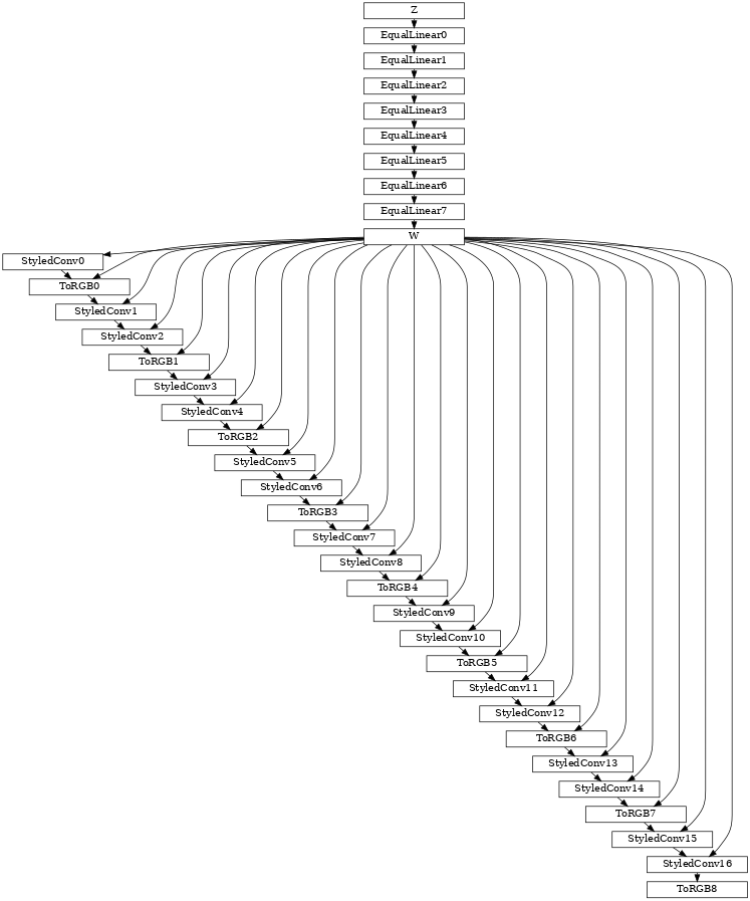 Z
EqualLinear0
EqualLinear1
EqualLinear2
EqualLinear3
EqualLinear4
EqualLinear5
EqualLinear6
EqualLinear7
W
StyledConv0
ToRGB0
StyledConv1
StyledConv2
ToRGB1
StyledConv3
StyledConv4
ToRGB2
StyledConv5
StyledConv6
ToRGB3
StyledConv7
StyledConv8
ToRGB4
StyledConv9
StyledConv10
ToRGB5
StyledConv11
StyledConv12
ToRGB6
StyledConv13
StyledConv14
ToRGB7
StyledConv15
StyledConv16
ToRGB8